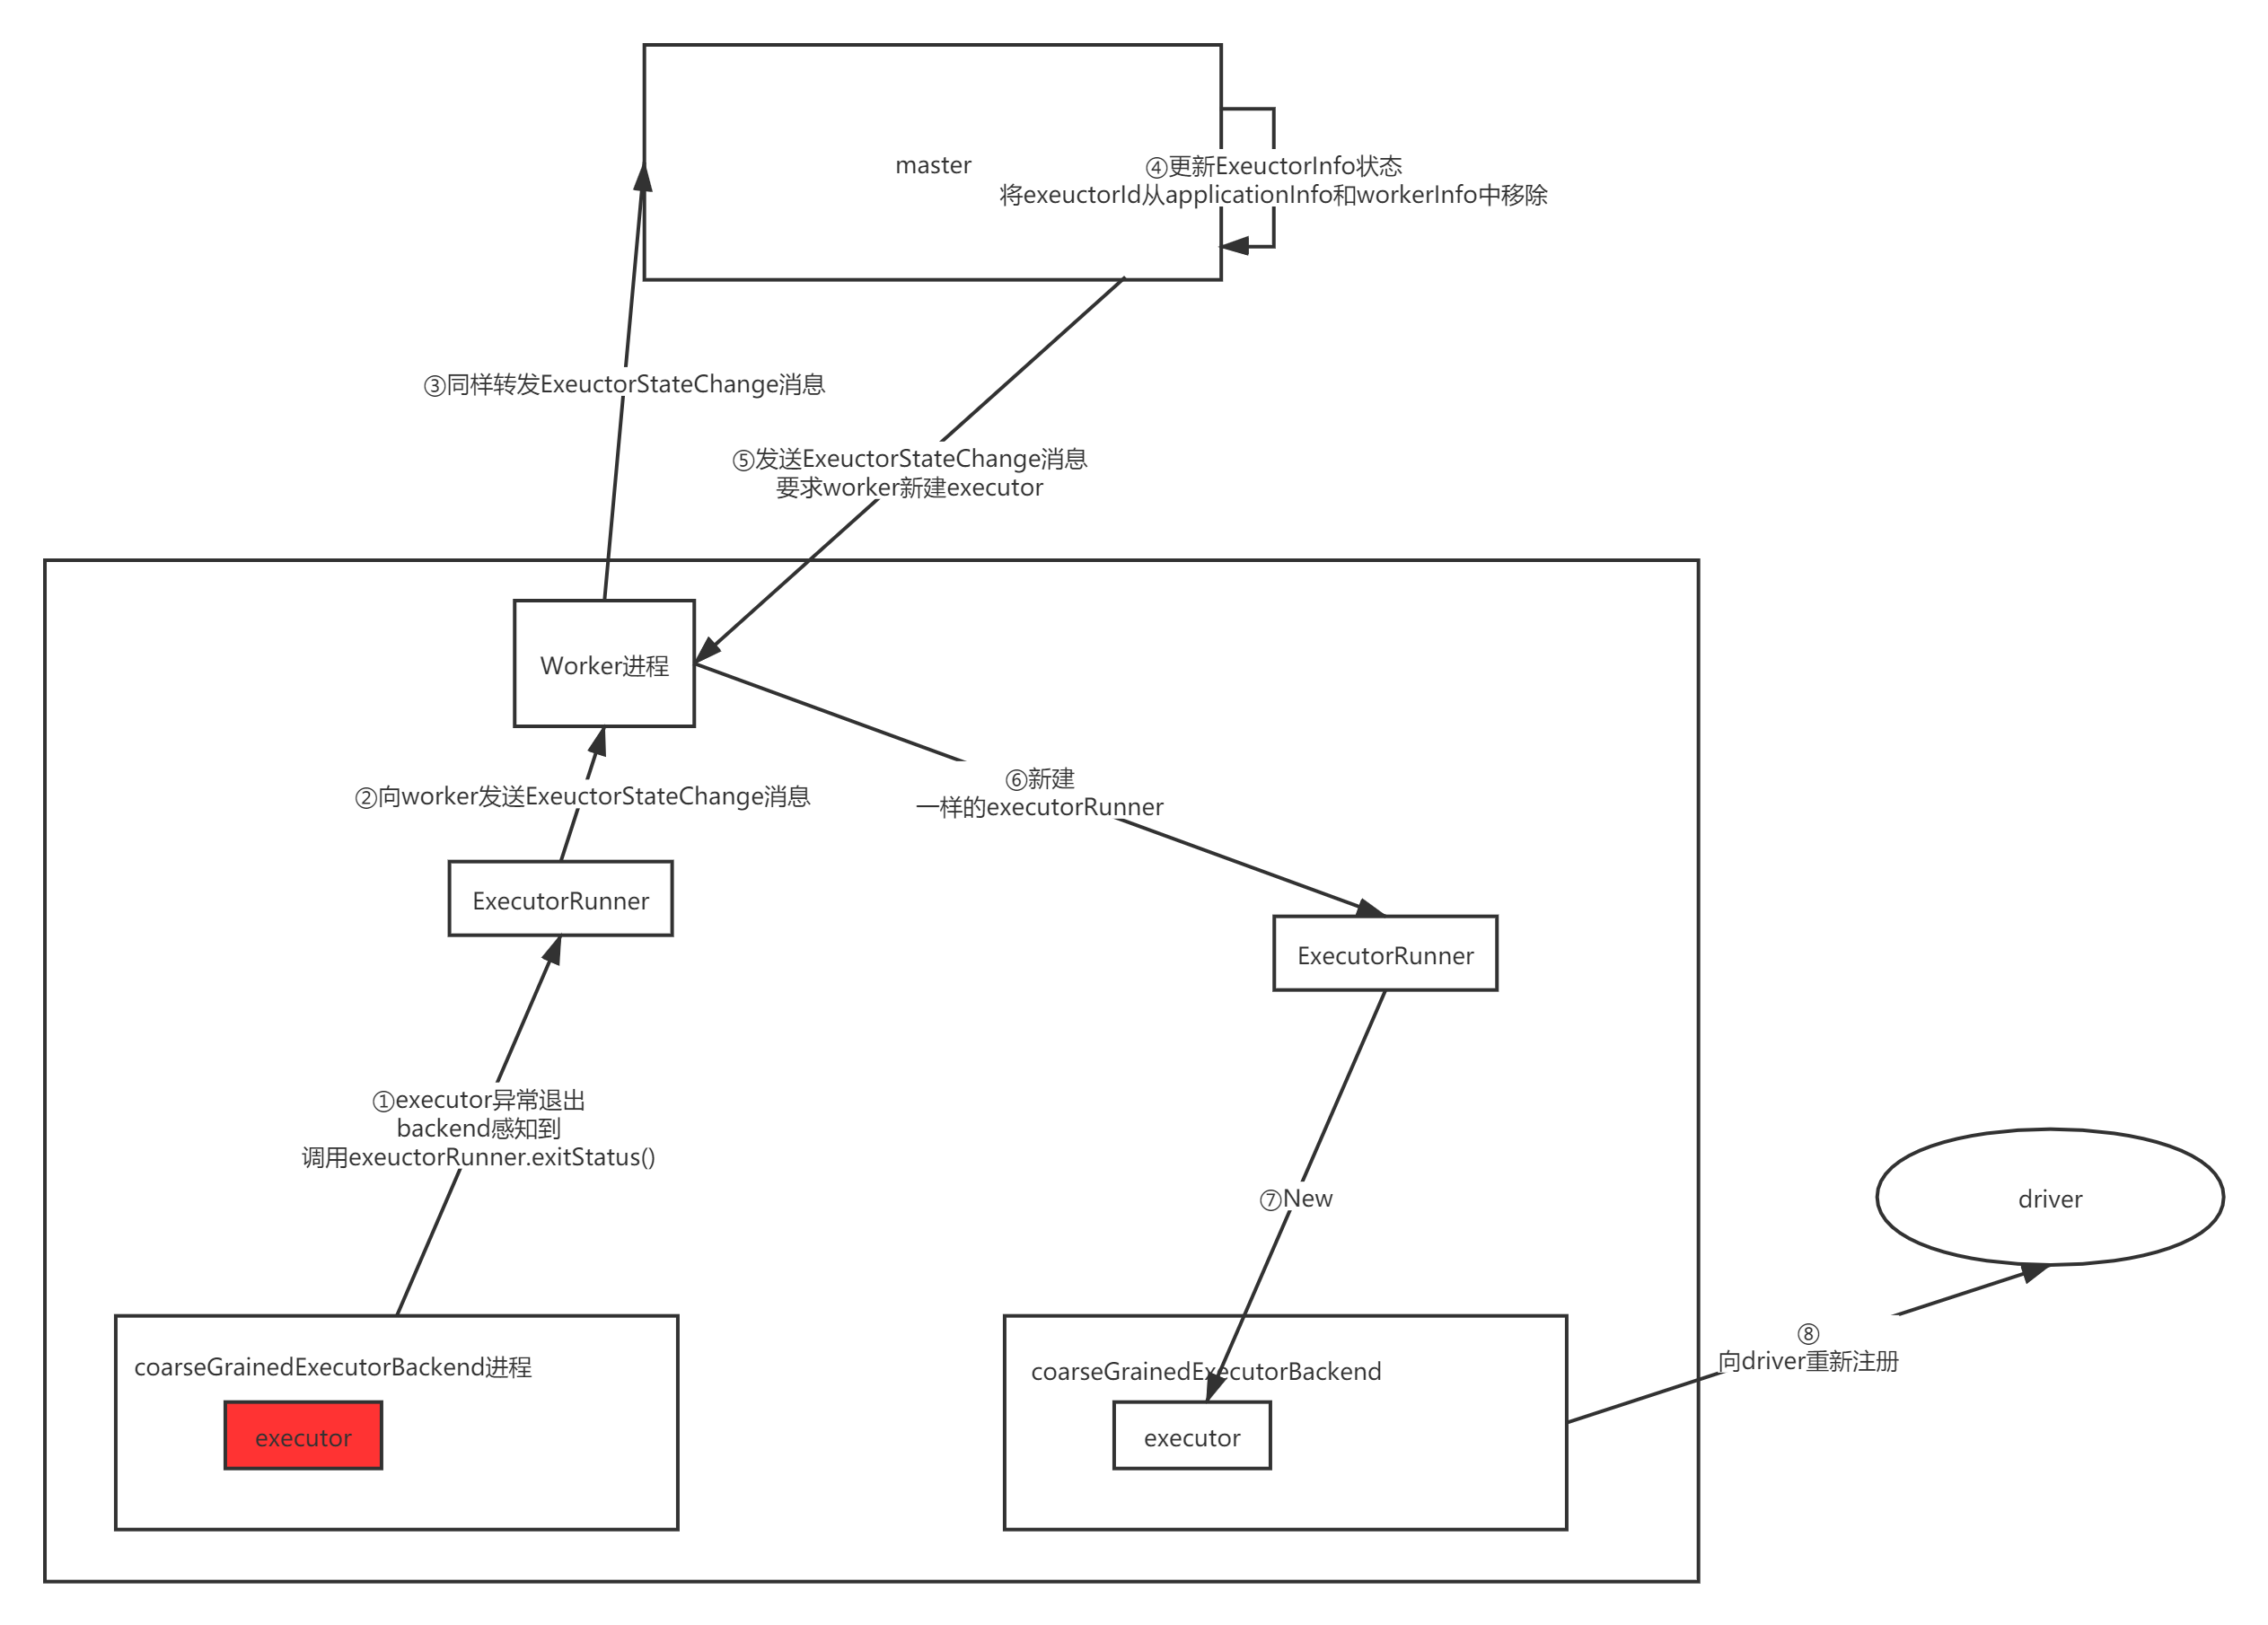 master
④更新ExeuctorInfo状态
将exeuctorId从applicationInfo和workerInfo中移除
③同样转发ExeuctorStateChange消息
⑤发送ExeuctorStateChange消息
要求worker新建executor
Worker进程
②向worker发送ExeuctorStateChange消息
⑥新建
一样的executorRunner
ExecutorRunner
ExecutorRunner
①executor异常退出
backend感知到
调用exeuctorRunner.exitStatus()
⑦New
driver
⑧
向driver重新注册
coarseGrainedExecutorBackend进程
executor
coarseGrainedExecutorBackend
executor